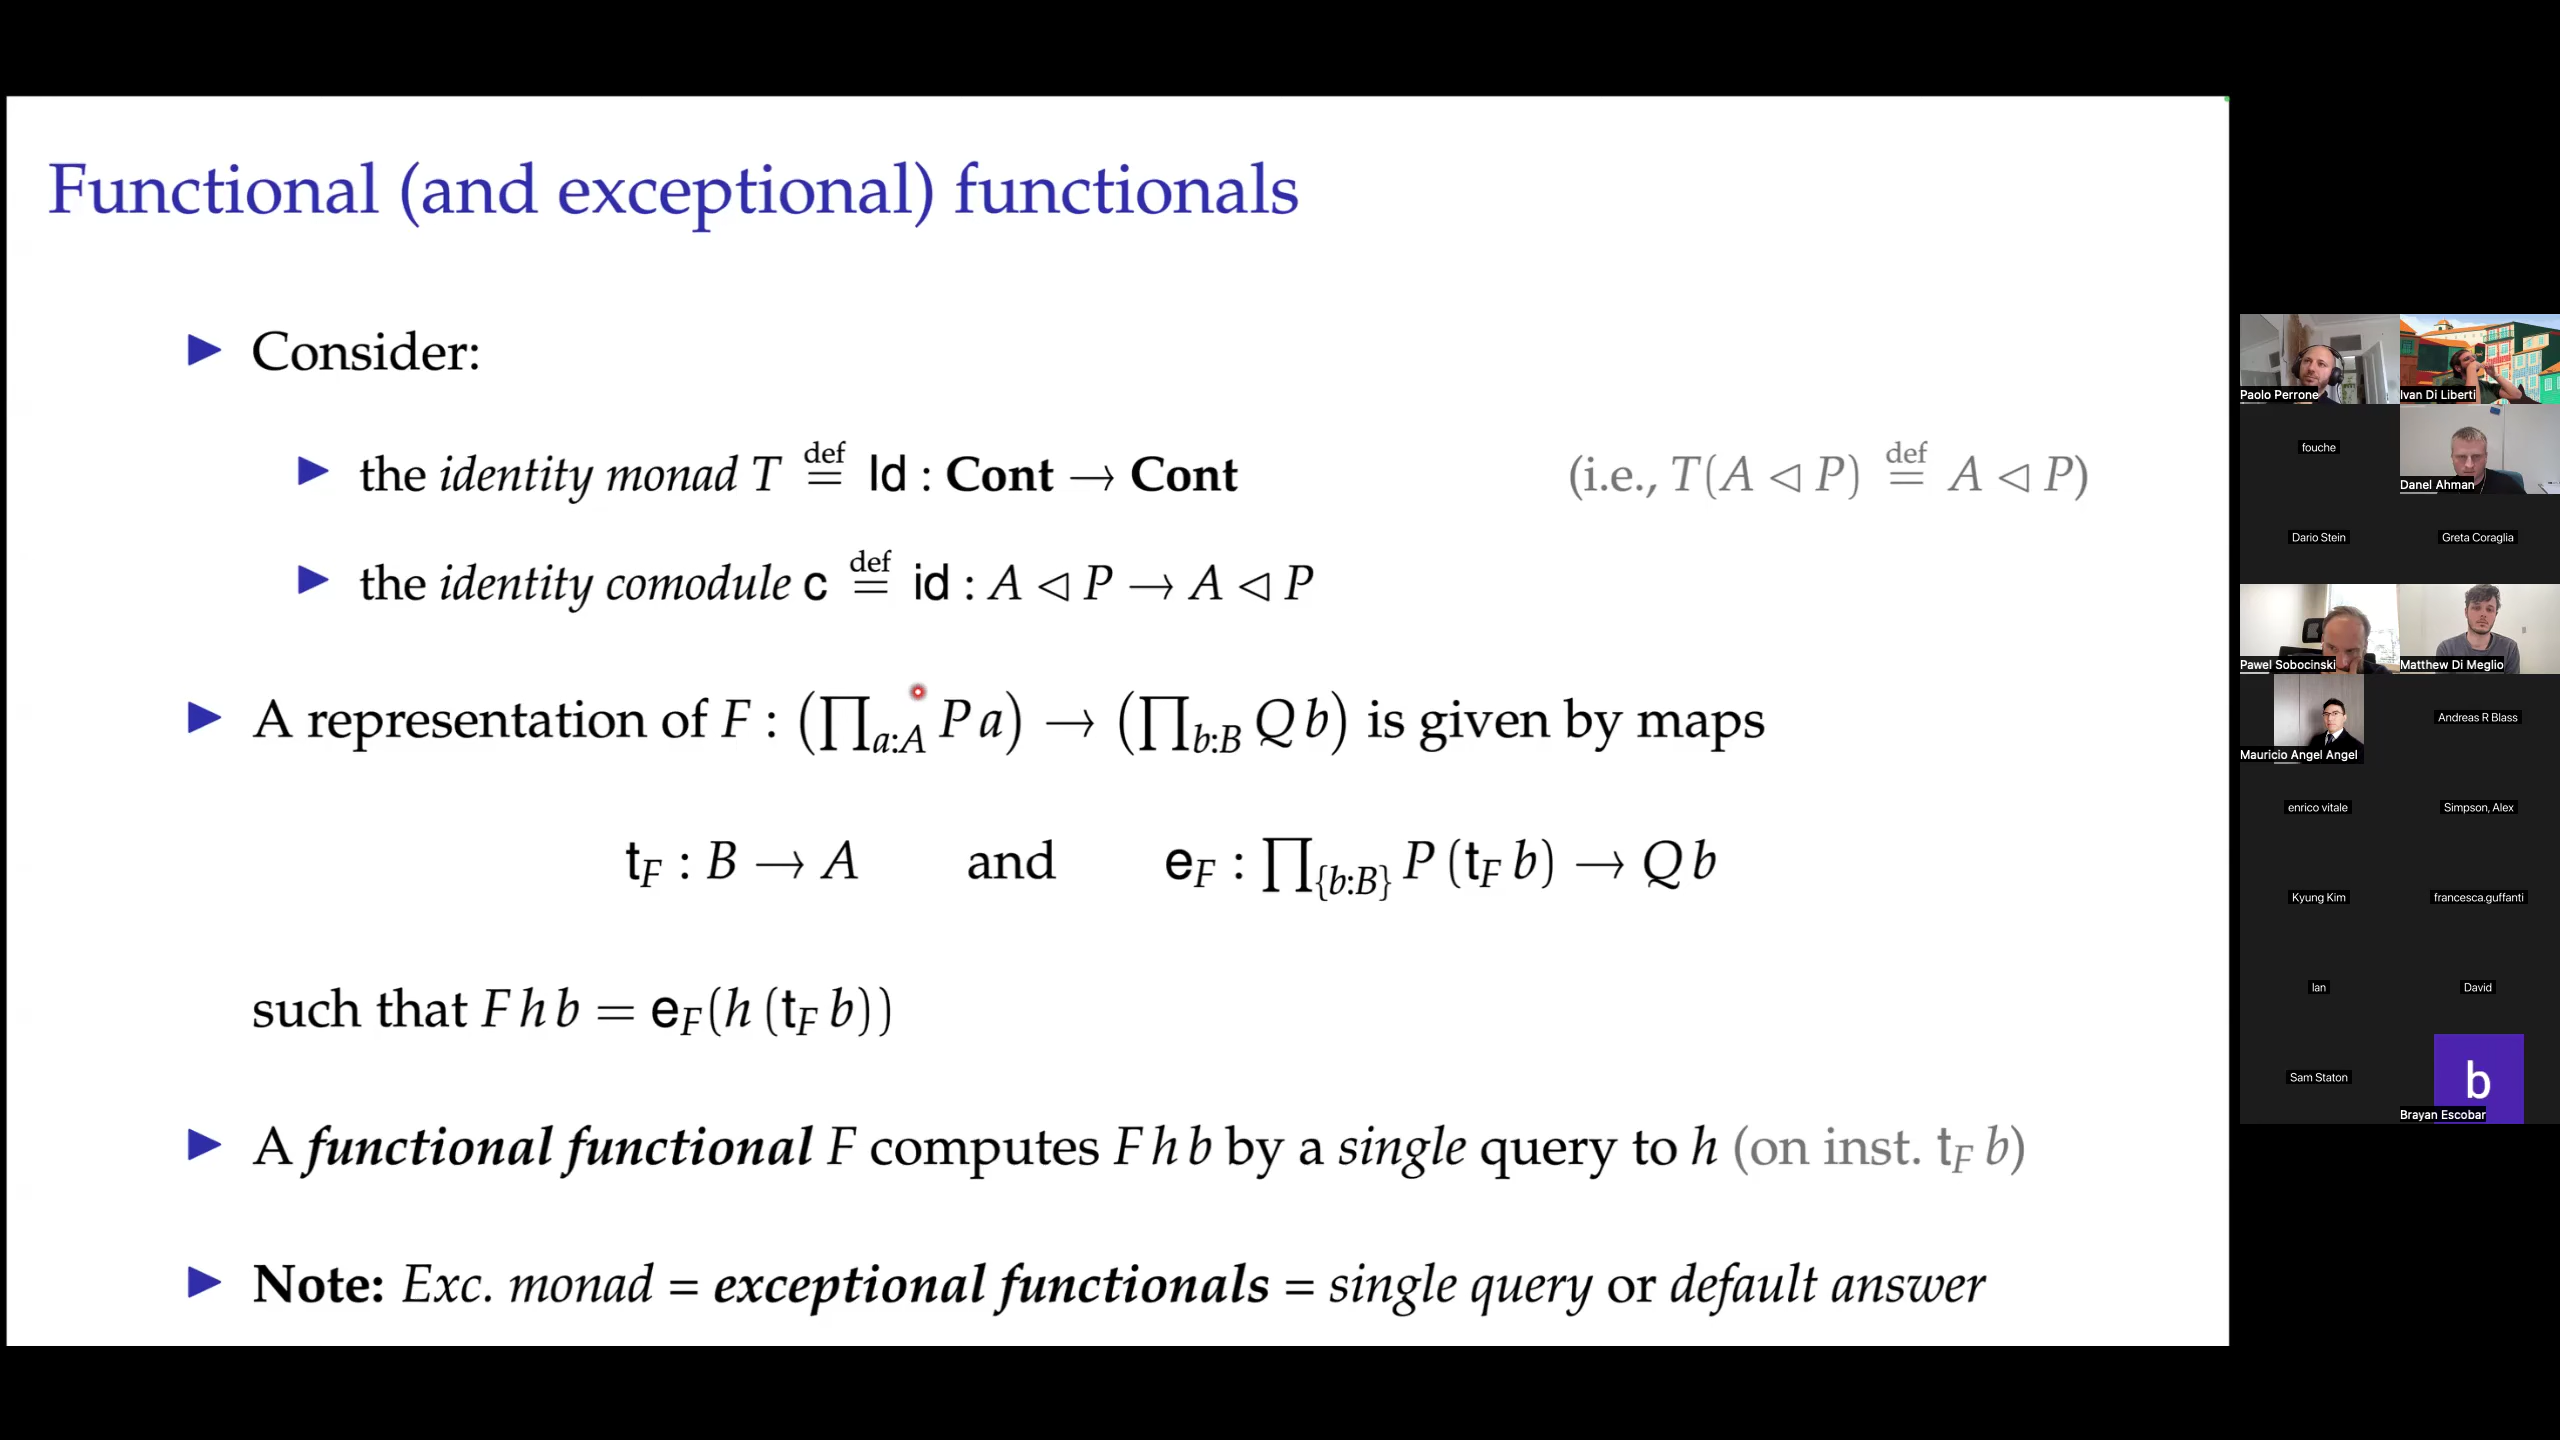 Functional (and exceptional) functionals
▶ Consider:
▶ the identity monad T def= Id : Cont → Cont (i.e., T(A ◁ P) def= A ◁ P)
▶ the identity comodule c def= id : A ◁ P → A ◁ P
▶ A representation of F : (∏a:A P a) → (∏b:B Q b) is given by maps
tF : B → A and eF : ∏{b:B} P (tF b) → Q b
such that F h b = eF(h (tF b))
▶ A functional functional F computes F h b by a single query to h (on inst. tF b)
▶ Note: Exc. monad = exceptional functionals = single query or default answer
Paolo Perrone
Ivan Di Liberti
fouche
Danel Ahman
Dario Stein
Greta Coraglia
Pawel Sobocinski
Matthew Di Meglio
Mauricio Angel Angel
Andreas R Blass
enrico vitale
Simpson, Alex
Kyung Kim
francesca.guffanti
Ian
David
Sam Staton
b
Brayan Escobar